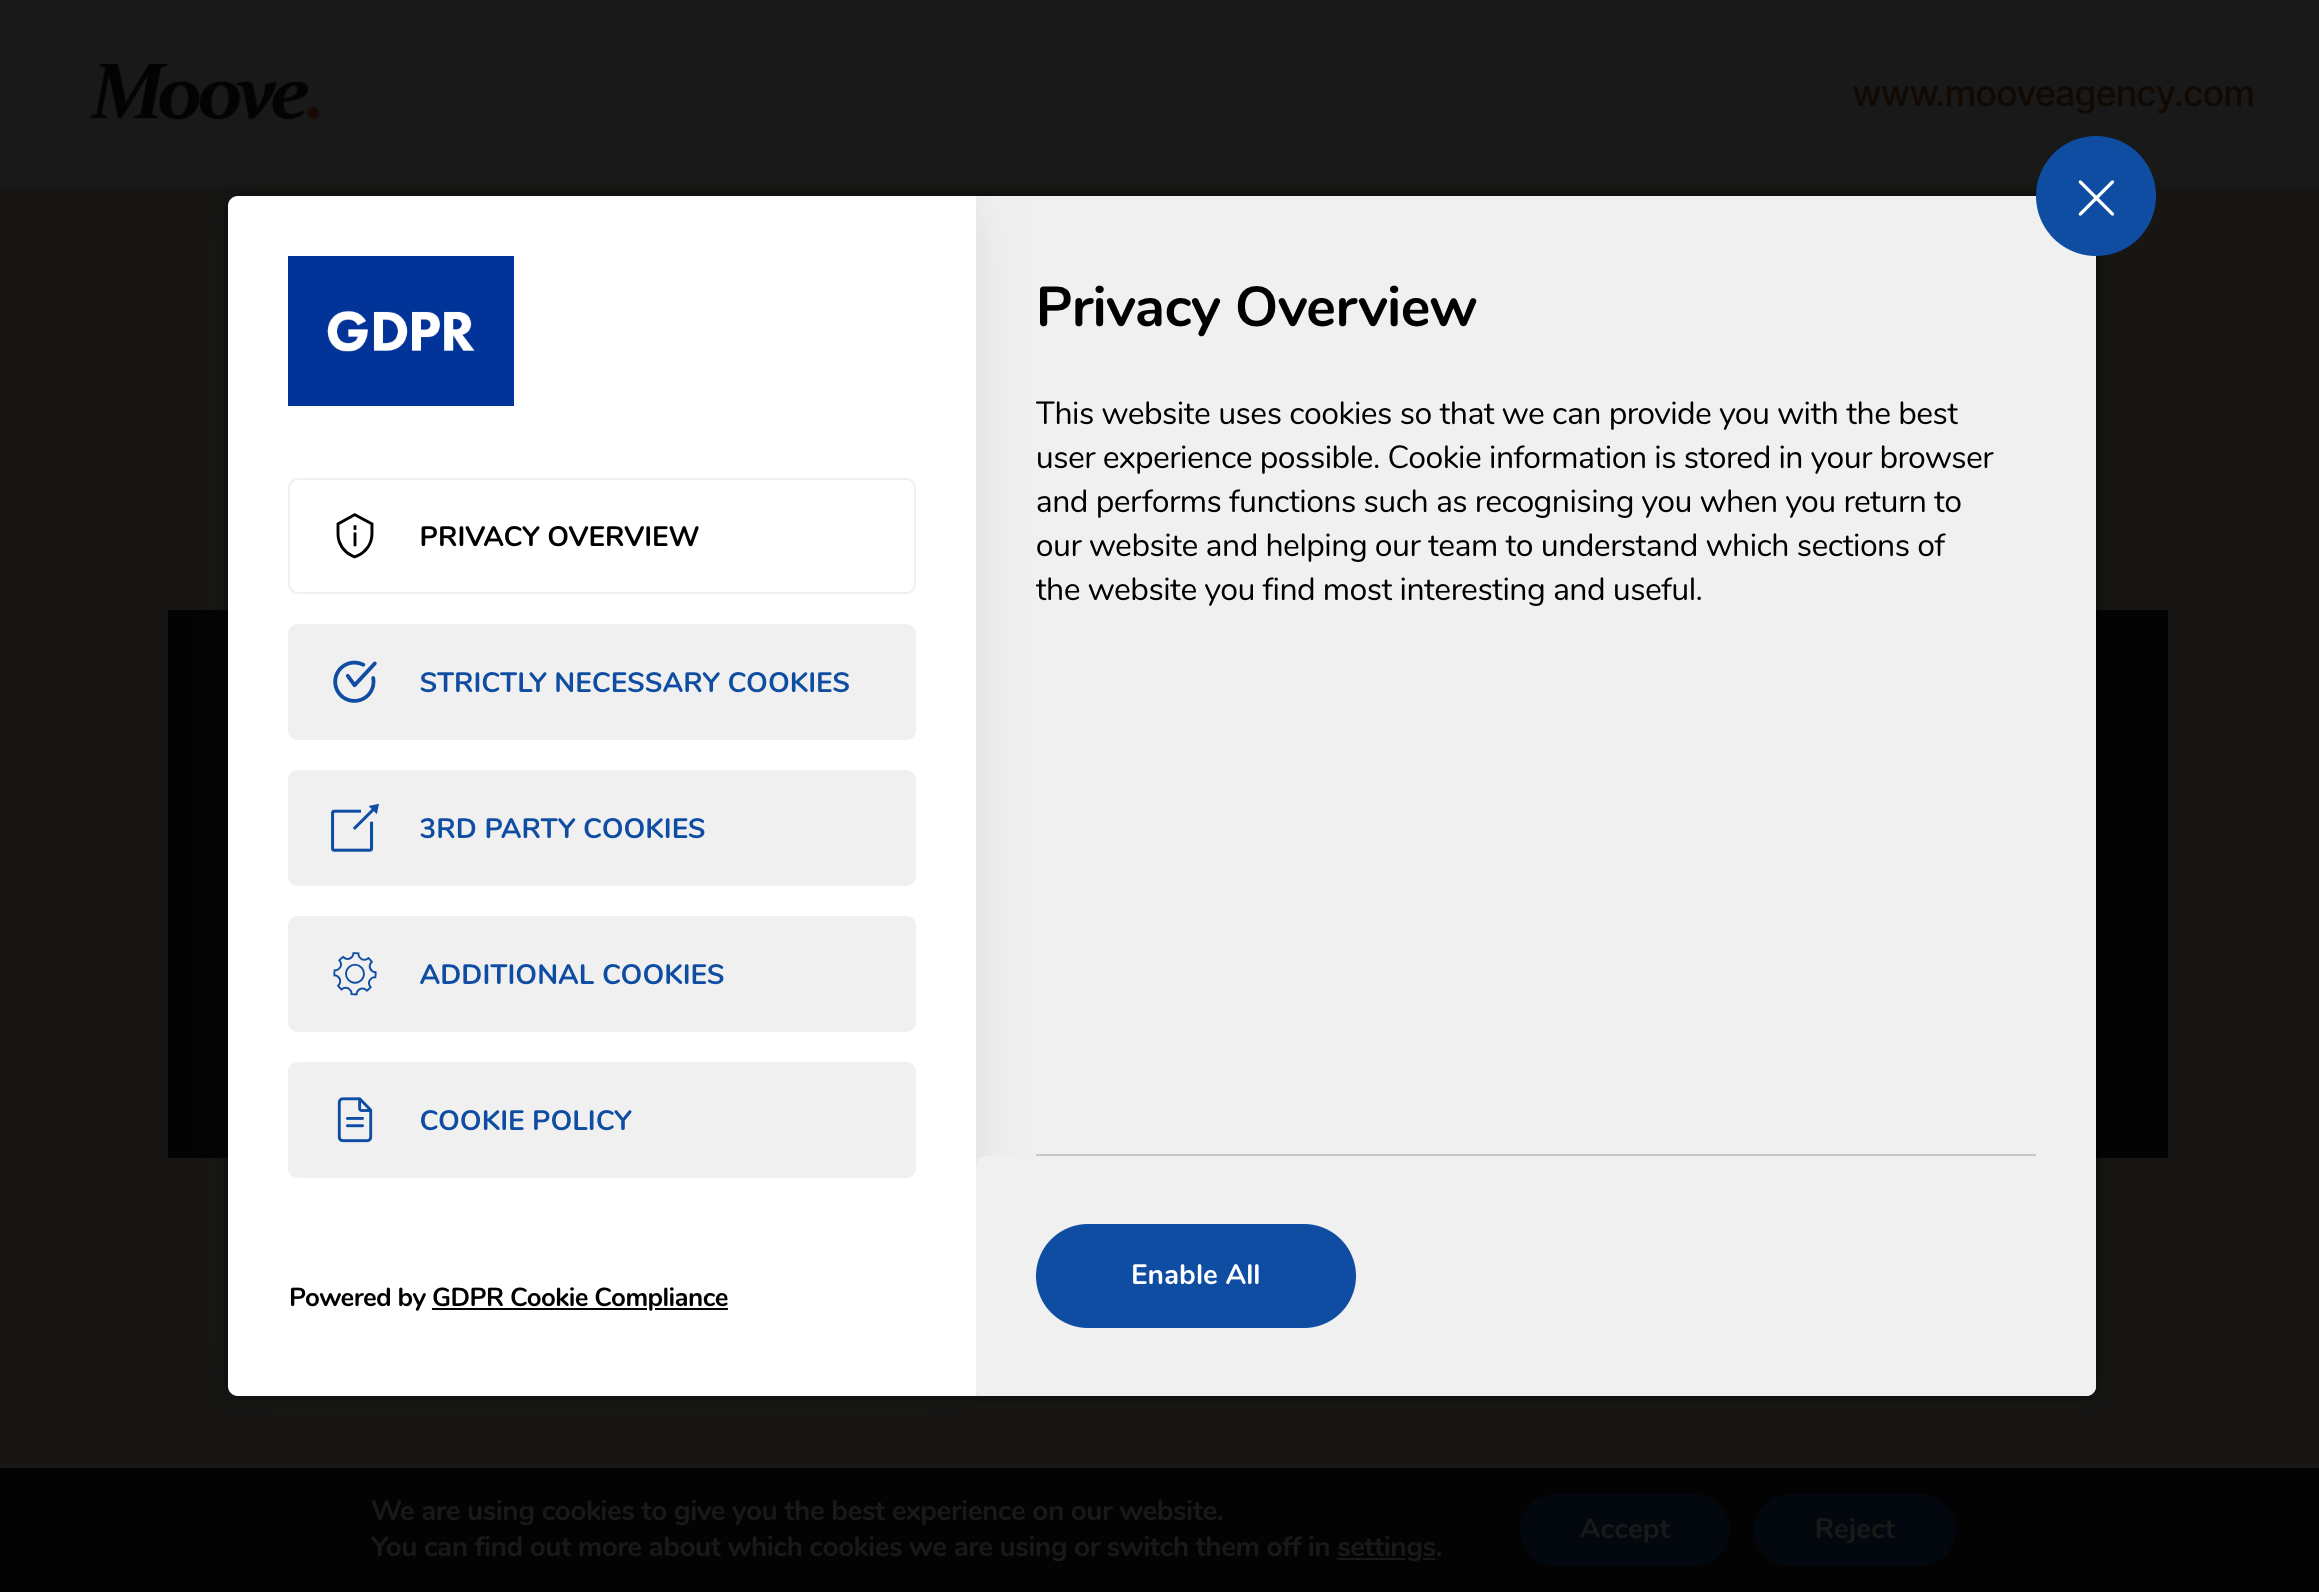 Moove.
www.mooveagency.com
GDPR
PRIVACY OVERVIEW
STRICTLY NECESSARY COOKIES
3RD PARTY COOKIES
ADDITIONAL COOKIES
COOKIE POLICY
Powered by GDPR Cookie Compliance
Privacy Overview
This website uses cookies so that we can provide you with the best
user experience possible. Cookie information is stored in your browser
and performs functions such as recognising you when you return to
our website and helping our team to understand which sections of
the website you find most interesting and useful.
Enable All
We are using cookies to give you the best experience on our website.
You can find out more about which cookies we are using or switch them off in settings.
Accept
Reject